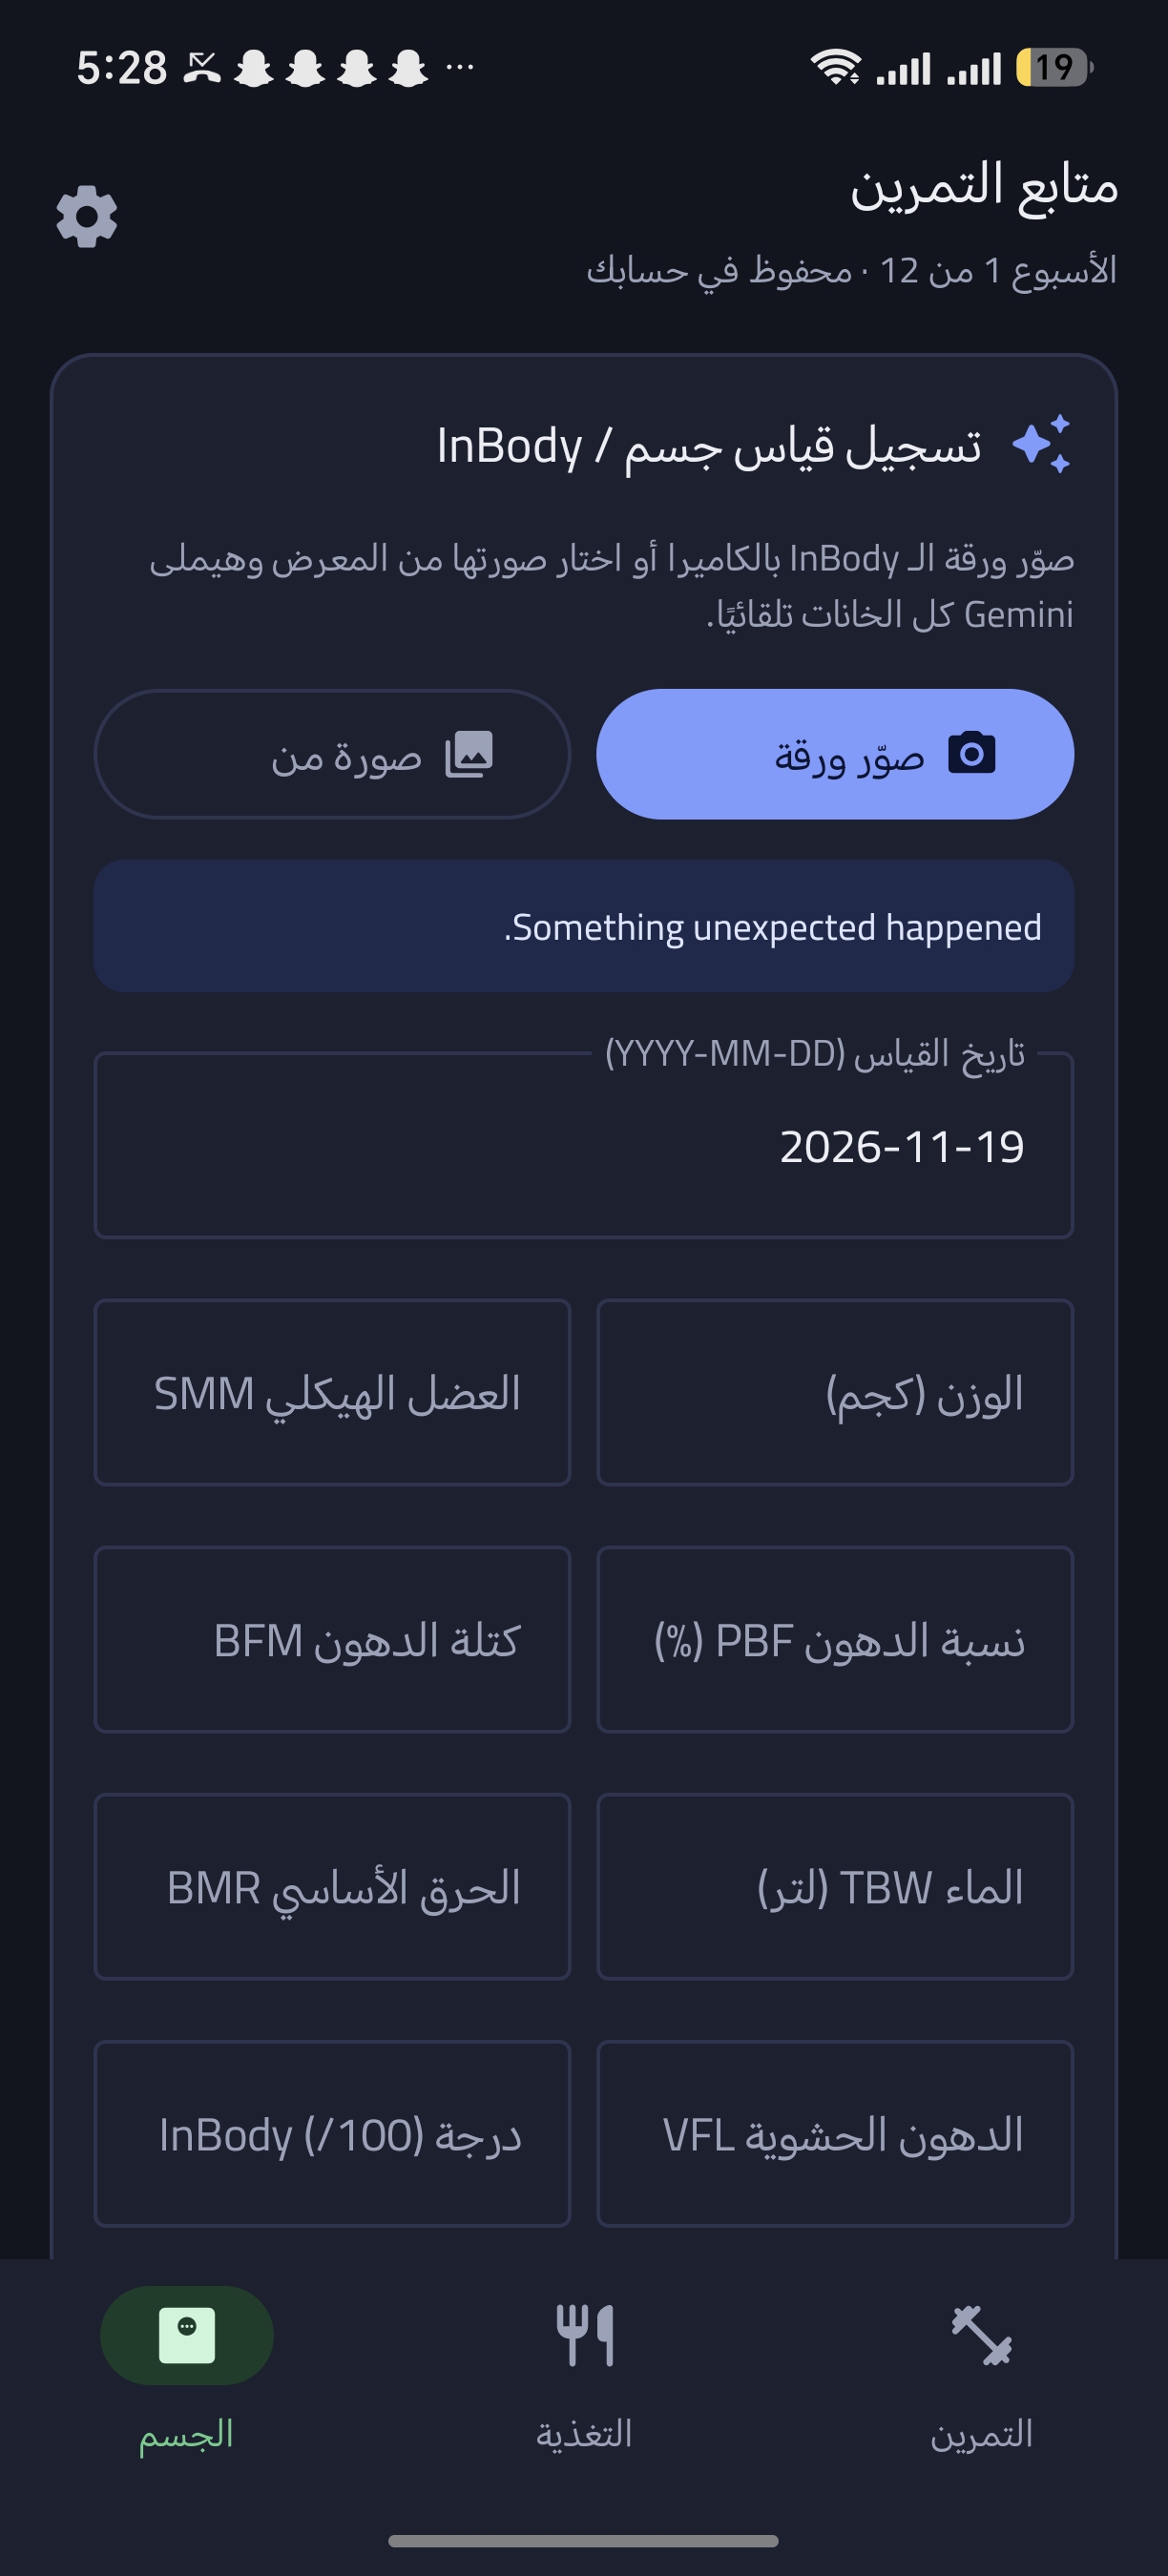 5:28
19
متابع التمرين
الأسبوع 1 من 12 · محفوظ في حسابك
تسجيل قياس جسم / InBody
صوّر ورقة الـ InBody بالكاميرا أو اختار صورتها من المعرض وهيملى
Gemini كل الخانات تلقائيًا.
صوّر ورقة
صورة من
Something unexpected happened.
تاريخ القياس (YYYY-MM-DD)
2026-11-19
الوزن (كجم)
العضل الهيكلي SMM
نسبة الدهون PBF (%)
كتلة الدهون BFM
الماء TBW (لتر)
الحرق الأساسي BMR
الدهون الحشوية VFL
درجة InBody (/100)
التمرين
التغذية
الجسم